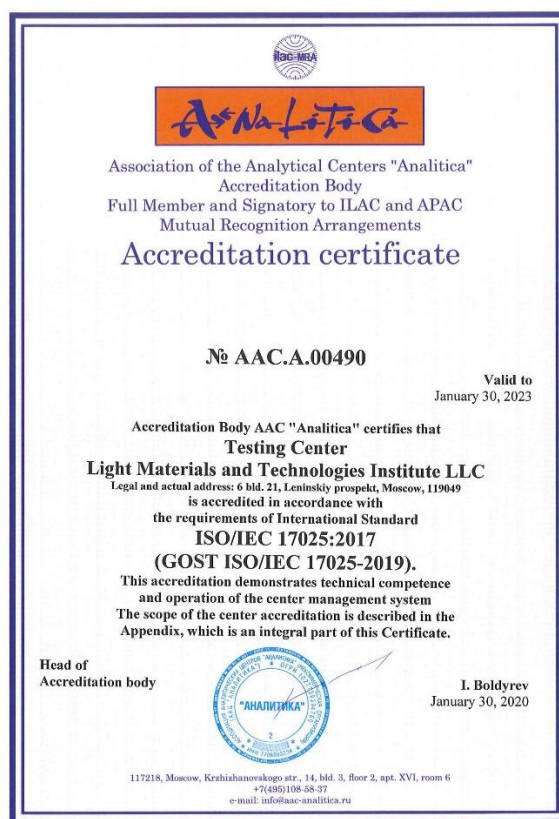 ilac-MRA
AsNaLiTiCa
Association of the Analytical Centers "Analitica"
Accreditation Body
Full Member and Signatory to ILAC and APAC
Mutual Recognition Arrangements
Accreditation certificate
№ AAC.A.00490
Valid to
January 30, 2023
Accreditation Body AAC "Analitica" certifies that
Testing Center
Light Materials and Technologies Institute LLC
Legal and actual address: 6 bld. 21, Leninskiy prospekt, Moscow, 119049
is accredited in accordance with
the requirements of International Standard
ISO/IEC 17025:2017
(GOST ISO/IEC 17025-2019).
This accreditation demonstrates technical competence
and operation of the center management system
The scope of the center accreditation is described in the
Appendix, which is an integral part of this Certificate.
Head of
Accreditation body
"АНАЛИТИКА"
2
I. Boldyrev
January 30, 2020
117218, Moscow, Krzhizhanovskogo str., 14, bld. 3, floor 2, apt. XVI, room 6
+7(495)108-58-37
e-mail: info@aac-analitica.ru